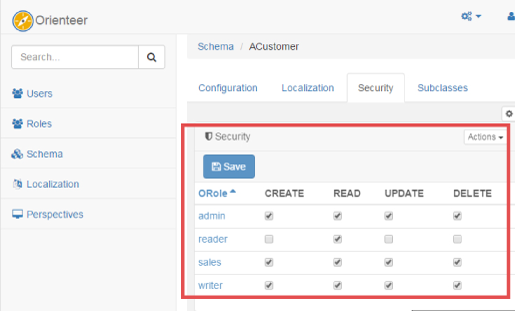 Orienteer
Search...
Users
Roles
Schema
Localization
Perspectives
Schema / ACustomer
Configuration Localization Security Subclasses
Security Actions
Save
ORole CREATE READ UPDATE DELETE
admin
reader
sales
writer